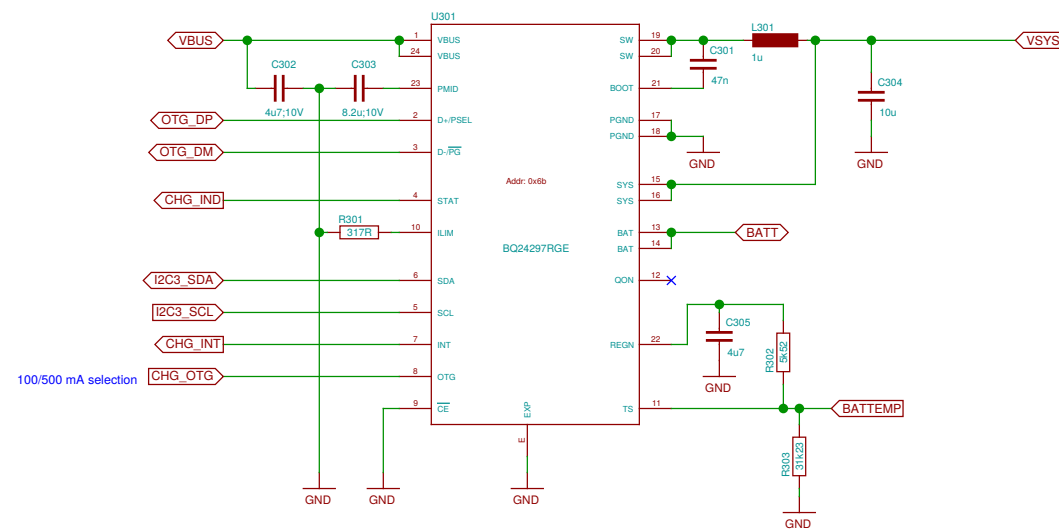 U301
VBUS
1
VBUS
24
VBUS
C302
4u7;10V
C303
8.2u;10V
23
PMID
OTG_DP
2
D+/PSEL
OTG_DM
3
D-/PG
CHG_IND
4
STAT
R301
317R
10
ILIM
I2C3_SDA
6
SDA
I2C3_SCL
5
SCL
CHG_INT
7
INT
100/500 mA selection
CHG_OTG
8
OTG
9
CE
GND
GND
Addr: 0x6b
BQ24297RGE
EXP
E
GND
SW
19
SW
20
L301
1u
VSYS
C301
47n
BOOT
21
C304
10u
GND
PGND
17
PGND
18
GND
SYS
15
SYS
16
BAT
13
BAT
14
BATT
QON
12
REGN
22
C305
4u7
GND
R302
5k52
TS
11
BATTEMP
R303
31k23
GND